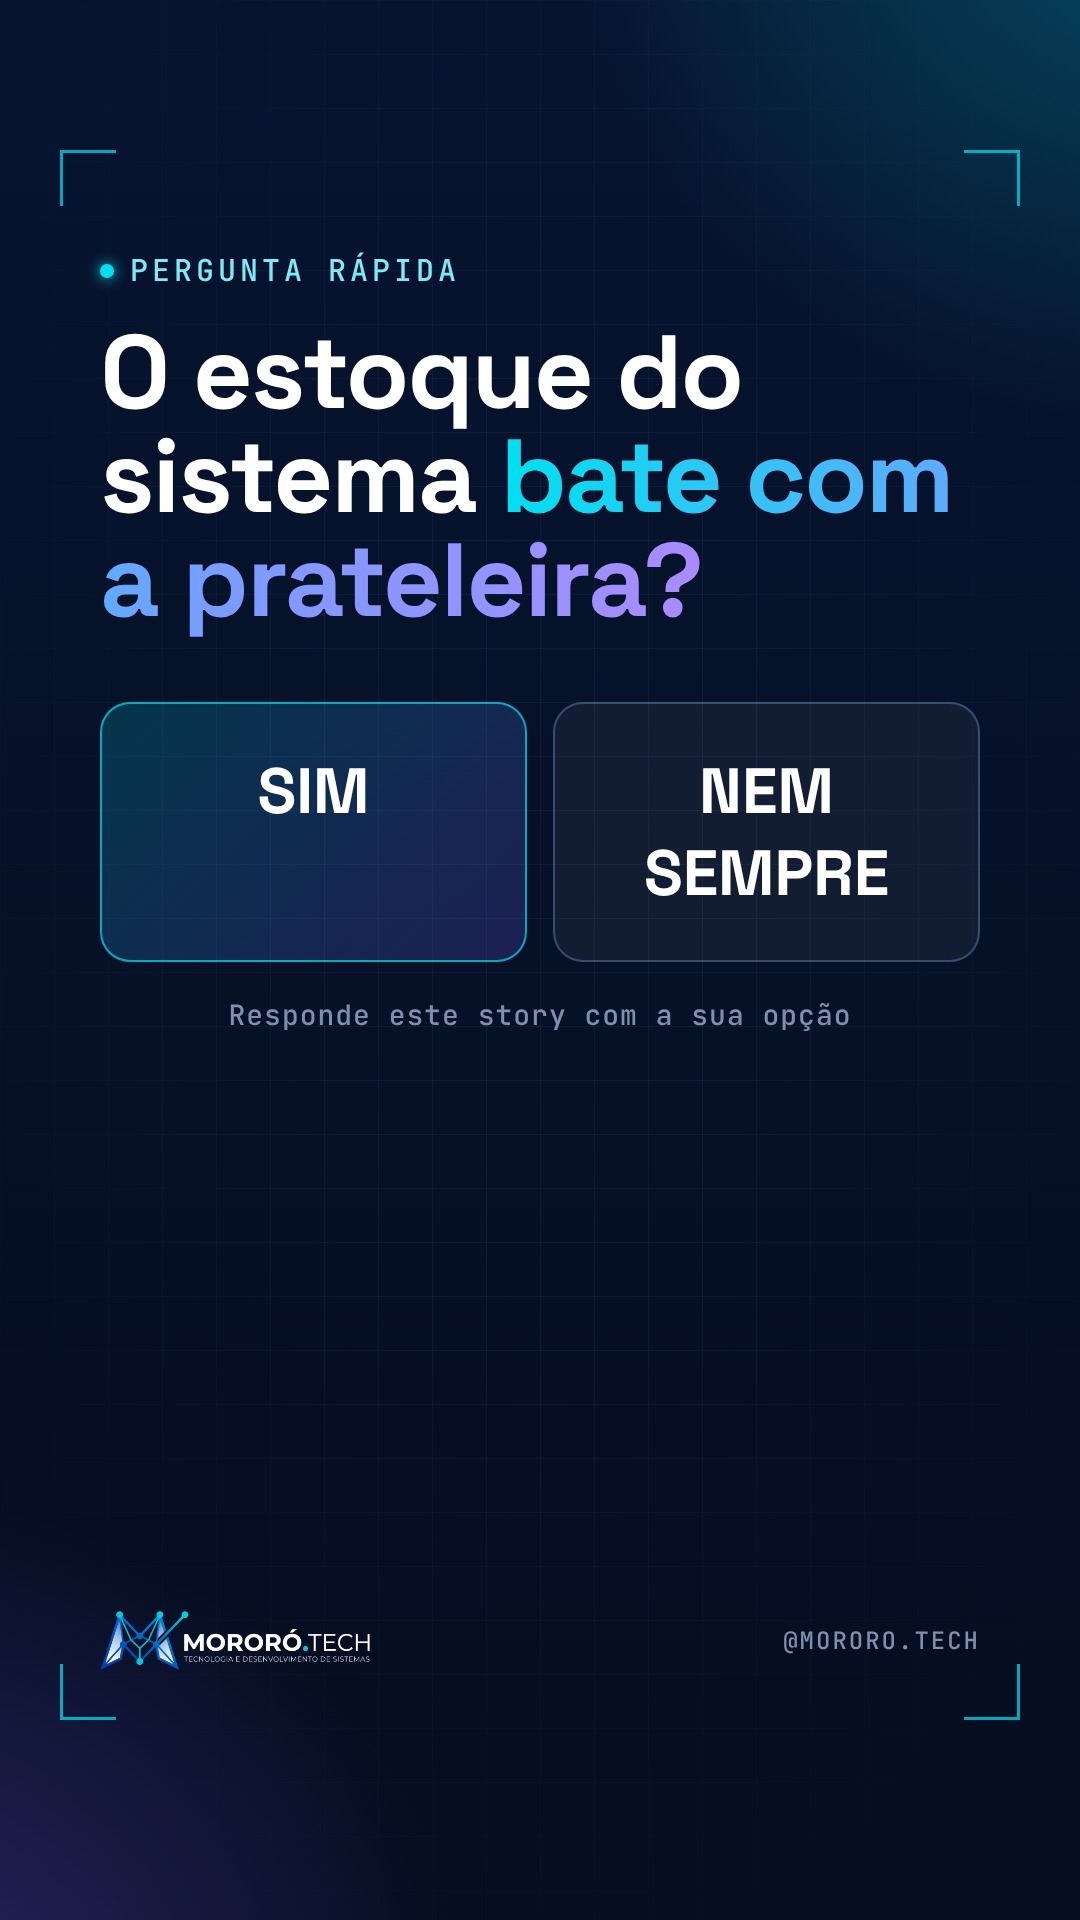 PERGUNTA RÁPIDA
O estoque do
sistema bate com
a prateleira?
SIM
NEM
SEMPRE
Responde este story com a sua opção
MORORÓ.TECH
TECNOLOGIA E DESENVOLVIMENTO DE SISTEMAS
@MORORO.TECH